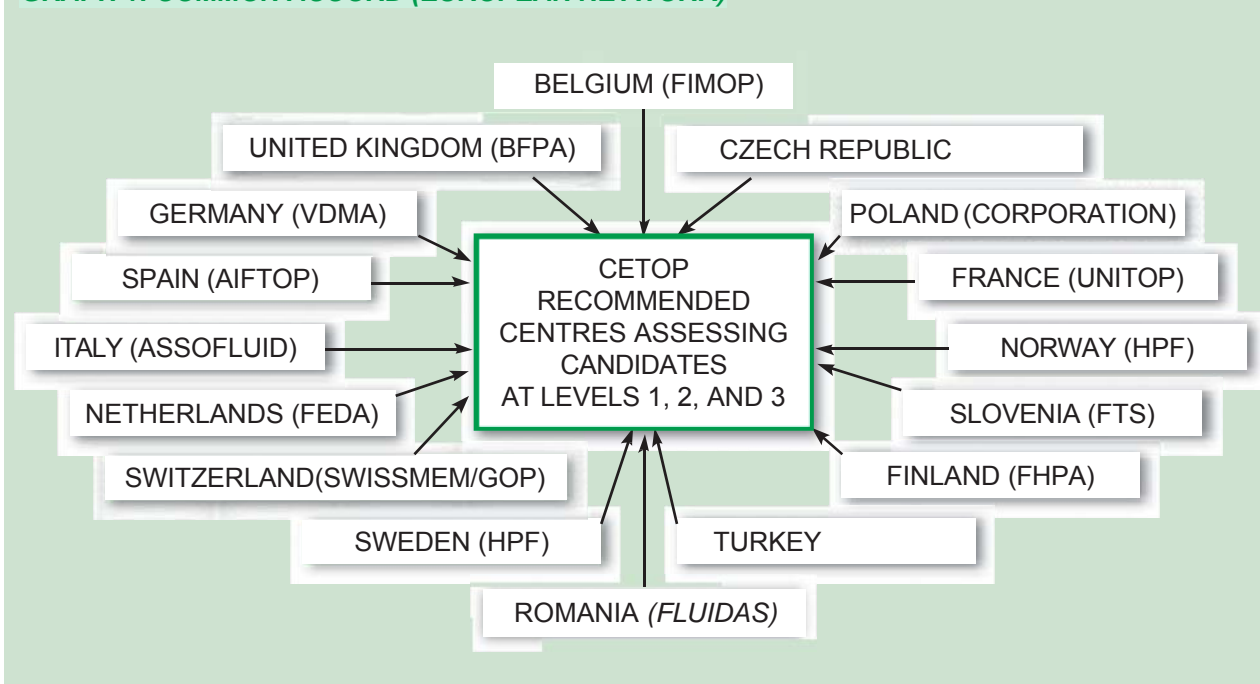 BELGIUM (FIMOP)
UNITED KINGDOM (BFPA)
CZECH REPUBLIC
GERMANY (VDMA)
POLAND (CORPORATION)
SPAIN (AIFTOP)
FRANCE (UNITOP)
ITALY (ASSOFLUID)
NORWAY (HPF)
NETHERLANDS (FEDA)
SLOVENIA (FTS)
SWITZERLAND(SWISSMEM/GOP)
FINLAND (FHPA)
SWEDEN (HPF)
TURKEY
ROMANIA (FLUIDAS)
CETOP
RECOMMENDED
CENTRES ASSESSING
CANDIDATES
AT LEVELS 1, 2, AND 3